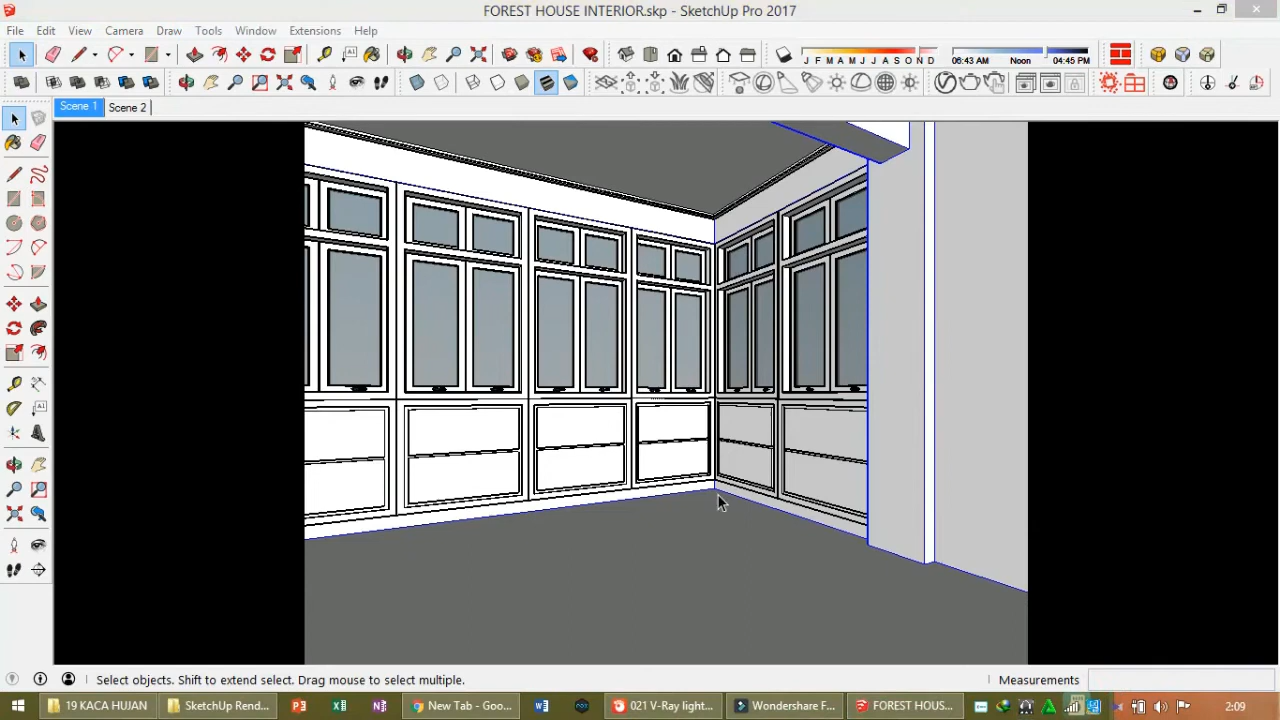 FOREST HOUSE INTERIOR.skp - SketchUp Pro 2017
File Edit View Camera Draw Tools Window Extensions Help
J F M A M J J A S O N D 06:43 AM Noon 04:45 PM
Scene 1 Scene 2
Select objects. Shift to extend select. Drag mouse to select multiple.
Measurements
19 KACA HUJAN SketchUp Rend... New Tab - Goo... 021 V-Ray light... Wondershare F... FOREST HOUS... 2:09